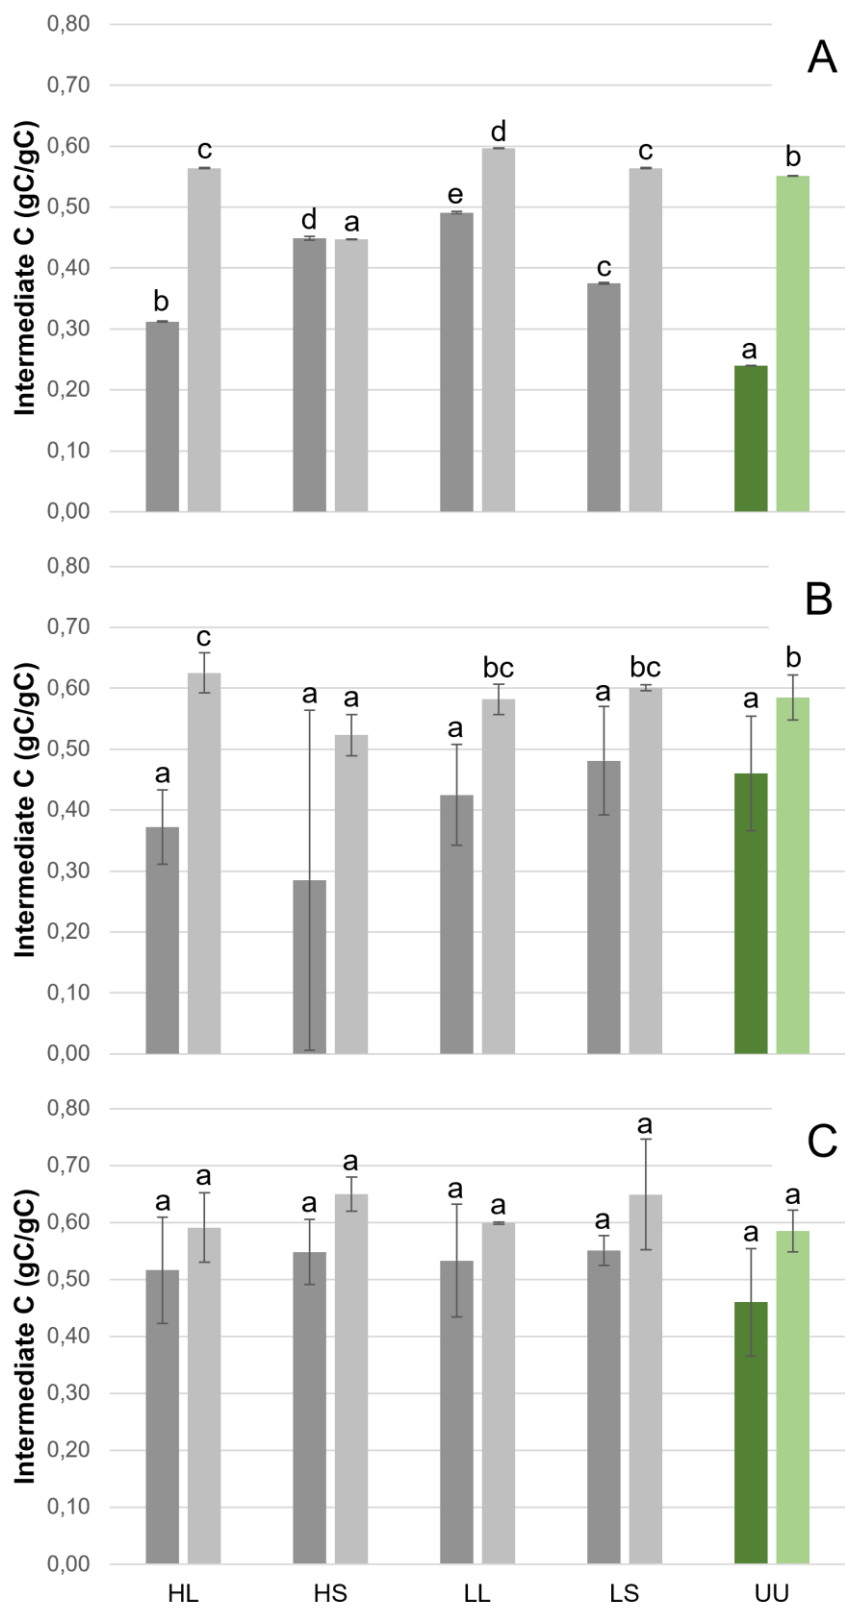 0,80
A
0,70
0,60
0,50
0,40
0,30
0,20
0,10
0,00
Intermediate C (gC/gC)
b c d a e d c c a b
0,80
B
0,70
0,60
0,50
0,40
0,30
0,20
0,10
0,00
Intermediate C (gC/gC)
a c a a a bc a bc a b
0,80
C
0,70
0,60
0,50
0,40
0,30
0,20
0,10
0,00
Intermediate C (gC/gC)
a a a a a a a a a a
HL HS LL LS UU